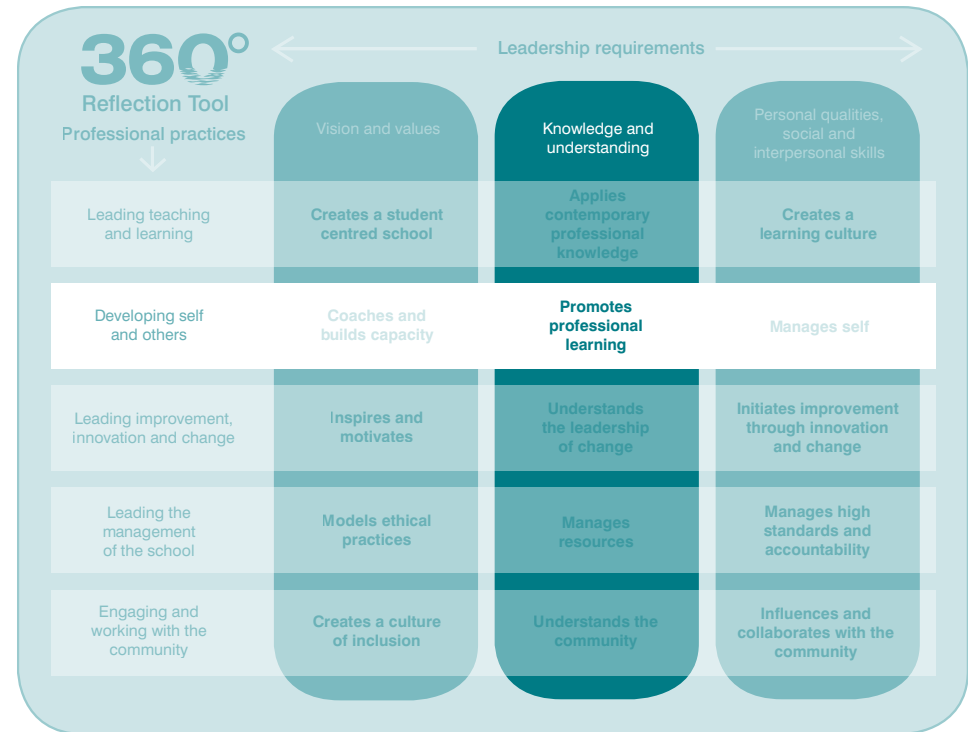 360°
Reflection Tool
Professional practices
Leadership requirements
Vision and values
Knowledge and
understanding
Personal qualities,
social and
interpersonal skills
Leading teaching
and learning
Creates a student
centred school
Applies
contemporary
professional
knowledge
Creates a
learning culture
Developing self
and others
Coaches and
builds capacity
Promotes
professional
learning
Manages self
Leading improvement,
innovation and change
Inspires and
motivates
Understands
the leadership
of change
Initiates improvement
through innovation
and change
Leading the
management
of the school
Models ethical
practices
Manages
resources
Manages high
standards and
accountability
Engaging and
working with the
community
Creates a culture
of inclusion
Understands the
community
Influences and
collaborates with the
community